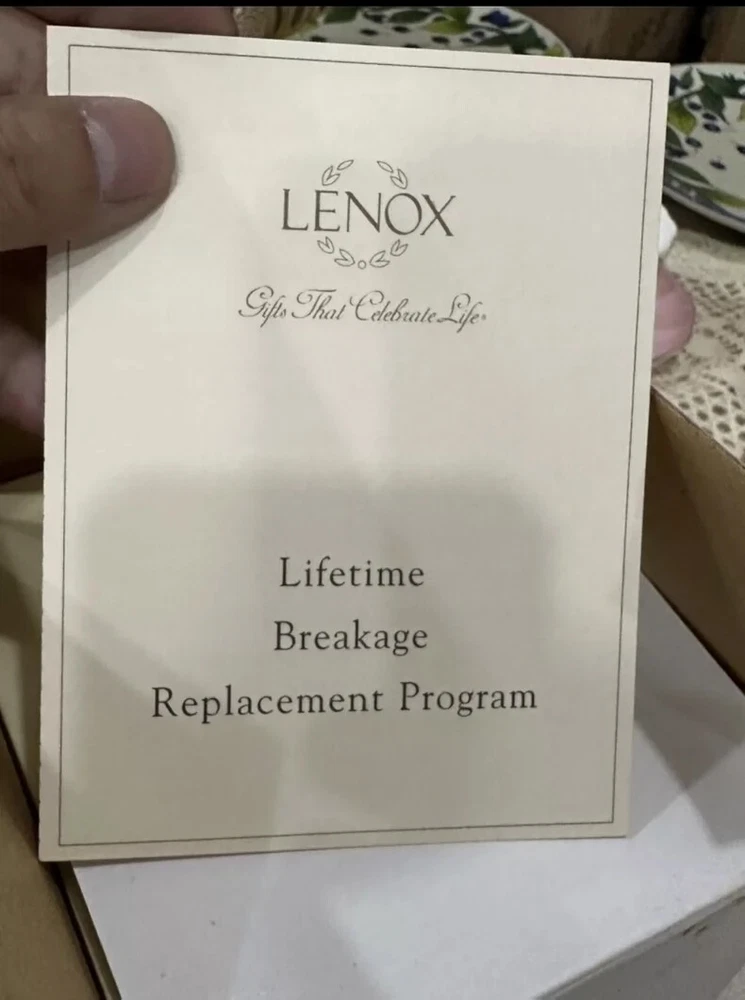 LENOX
Gifts That Celebrate Life®
Lifetime
Breakage
Replacement Program